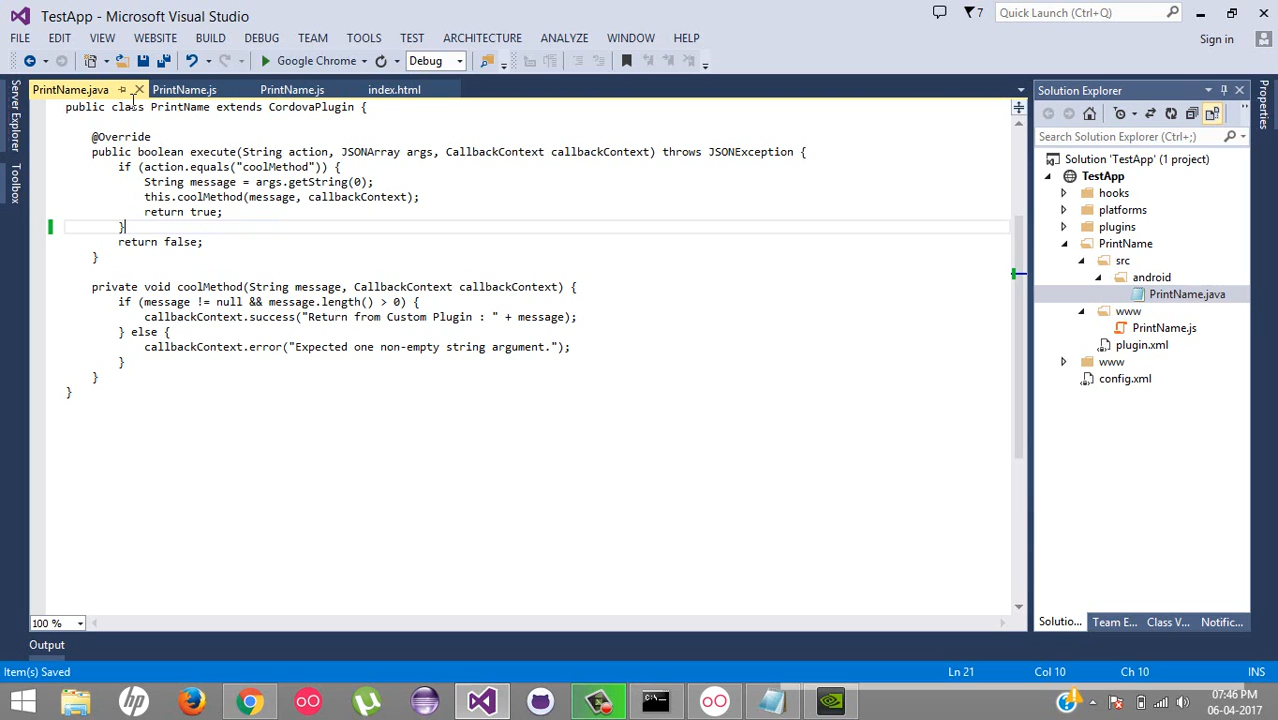 TestApp - Microsoft Visual Studio
7
Quick Launch (Ctrl+Q)
FILE EDIT VIEW WEBSITE BUILD DEBUG TEAM TOOLS TEST ARCHITECTURE ANALYZE WINDOW HELP
Sign in
Google Chrome Debug
PrintName.java PrintName.js PrintName.js index.html
Server Explorer
Toolbox
public class PrintName extends CordovaPlugin {
@Override
public boolean execute(String action, JSONArray args, CallbackContext callbackContext) throws JSONException {
if (action.equals("coolMethod")) {
String message = args.getString(0);
this.coolMethod(message, callbackContext);
return true;
}
return false;
}
private void coolMethod(String message, CallbackContext callbackContext) {
if (message != null && message.length() > 0) {
callbackContext.success("Return from Custom Plugin : " + message);
} else {
callbackContext.error("Expected one non-empty string argument.");
}
}
}
100 %
Solution Explorer
Search Solution Explorer (Ctrl+;)
Solution 'TestApp' (1 project)
TestApp
hooks
platforms
plugins
PrintName
src
android
PrintName.java
www
PrintName.js
plugin.xml
www
config.xml
Solutio... Team E... Class V... Notific...
Properties
Output
Item(s) Saved Ln 21 Col 10 Ch 10 INS
hp
07:46 PM
06-04-2017